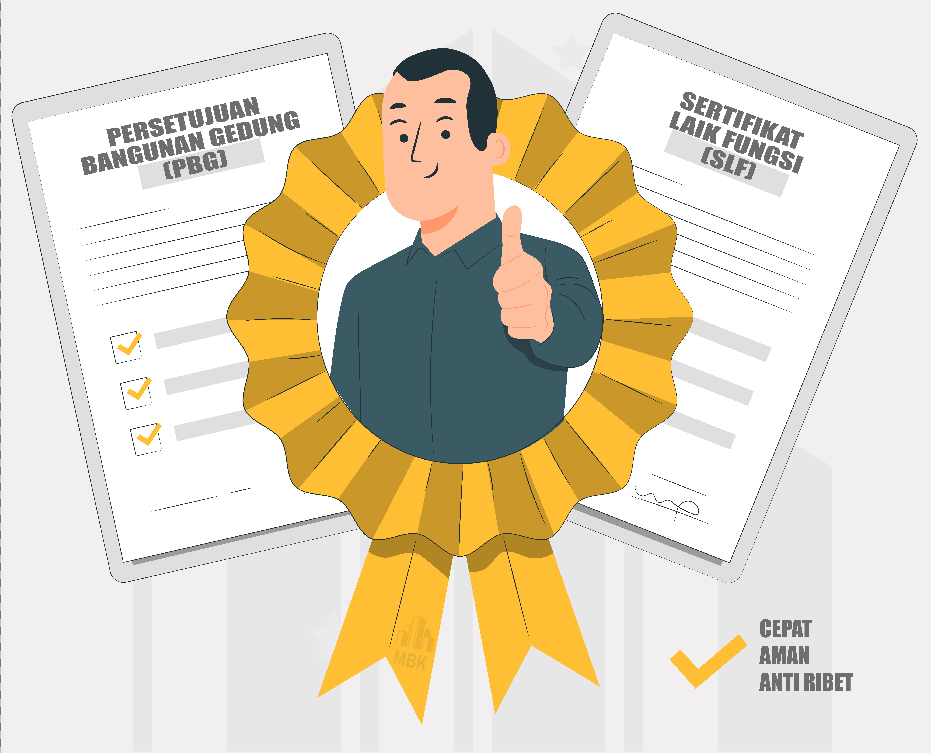 PERSETUJUAN
BANGUNAN GEDUNG
(PBG)
SERTIFIKAT
LAIK FUNGSI
(SLF)
MBK
CEPAT
AMAN
ANTI RIBET